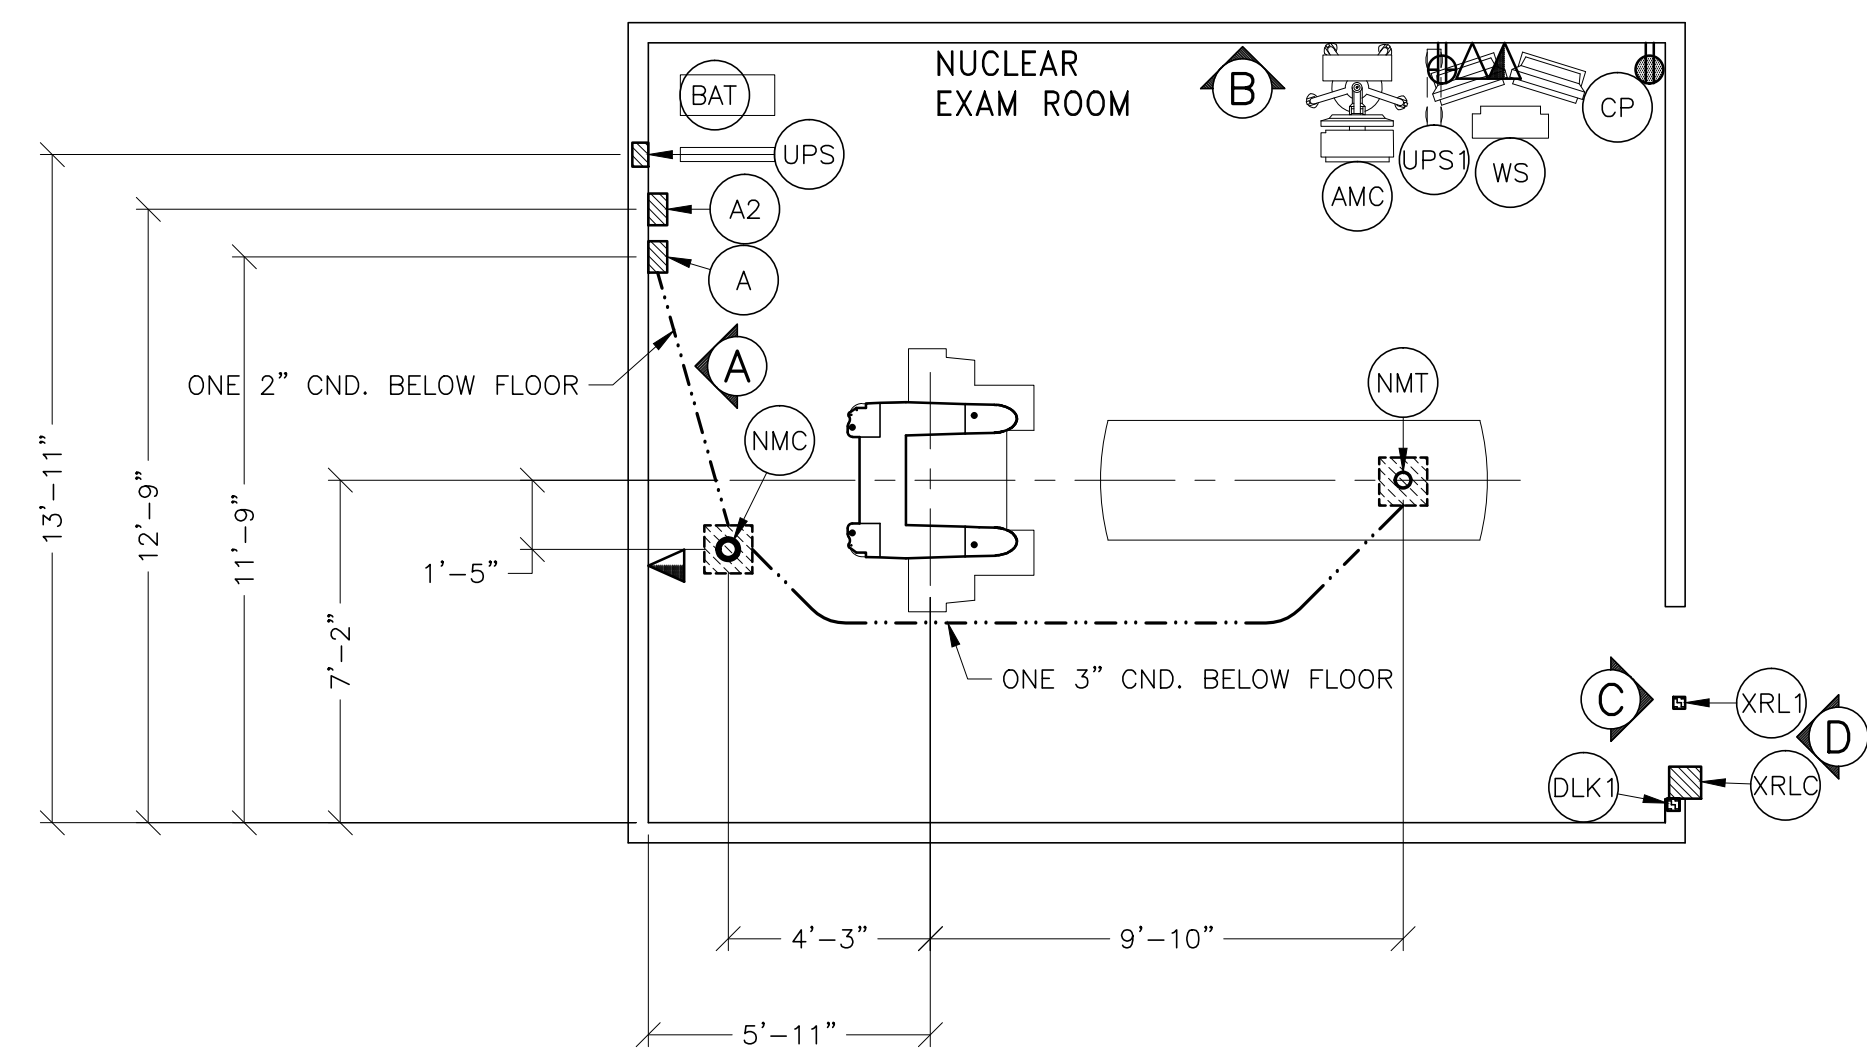 NUCLEAR
EXAM ROOM
B
BAT
CP
UPS
UPS1
WS
AMC
A2
A
A
ONE 2" CND. BELOW FLOOR
NMT
NMC
13'-11"
12'-9"
11'-9"
7'-2"
1'-5"
ONE 3" CND. BELOW FLOOR
C
XRL1
D
DLK1
XRLC
4'-3"
9'-10"
5'-11"